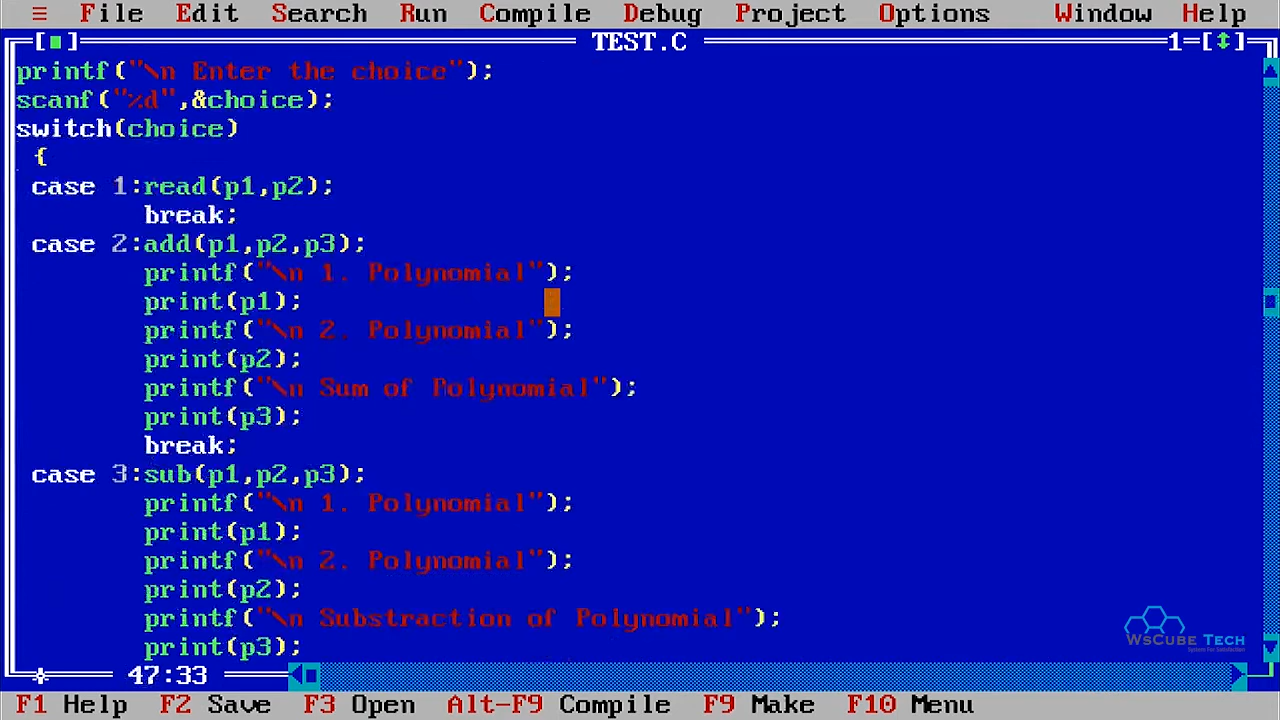 ≡ File Edit Search Run Compile Debug Project Options Window Help
[■] TEST.C 1=[↕]
printf("\n Enter the choice");
scanf("%d",&choice);
switch(choice)
{
case 1:read(p1,p2);
break;
case 2:add(p1,p2,p3);
printf("\n 1. Polynomial");
print(p1);
printf("\n 2. Polynomial");
print(p2);
printf("\n Sum of Polynomial");
print(p3);
break;
case 3:sub(p1,p2,p3);
printf("\n 1. Polynomial");
print(p1);
printf("\n 2. Polynomial");
print(p2);
printf("\n Substraction of Polynomial");
print(p3);
WsCube Tech
System For Satisfaction
47:33
F1 Help F2 Save F3 Open Alt-F9 Compile F9 Make F10 Menu